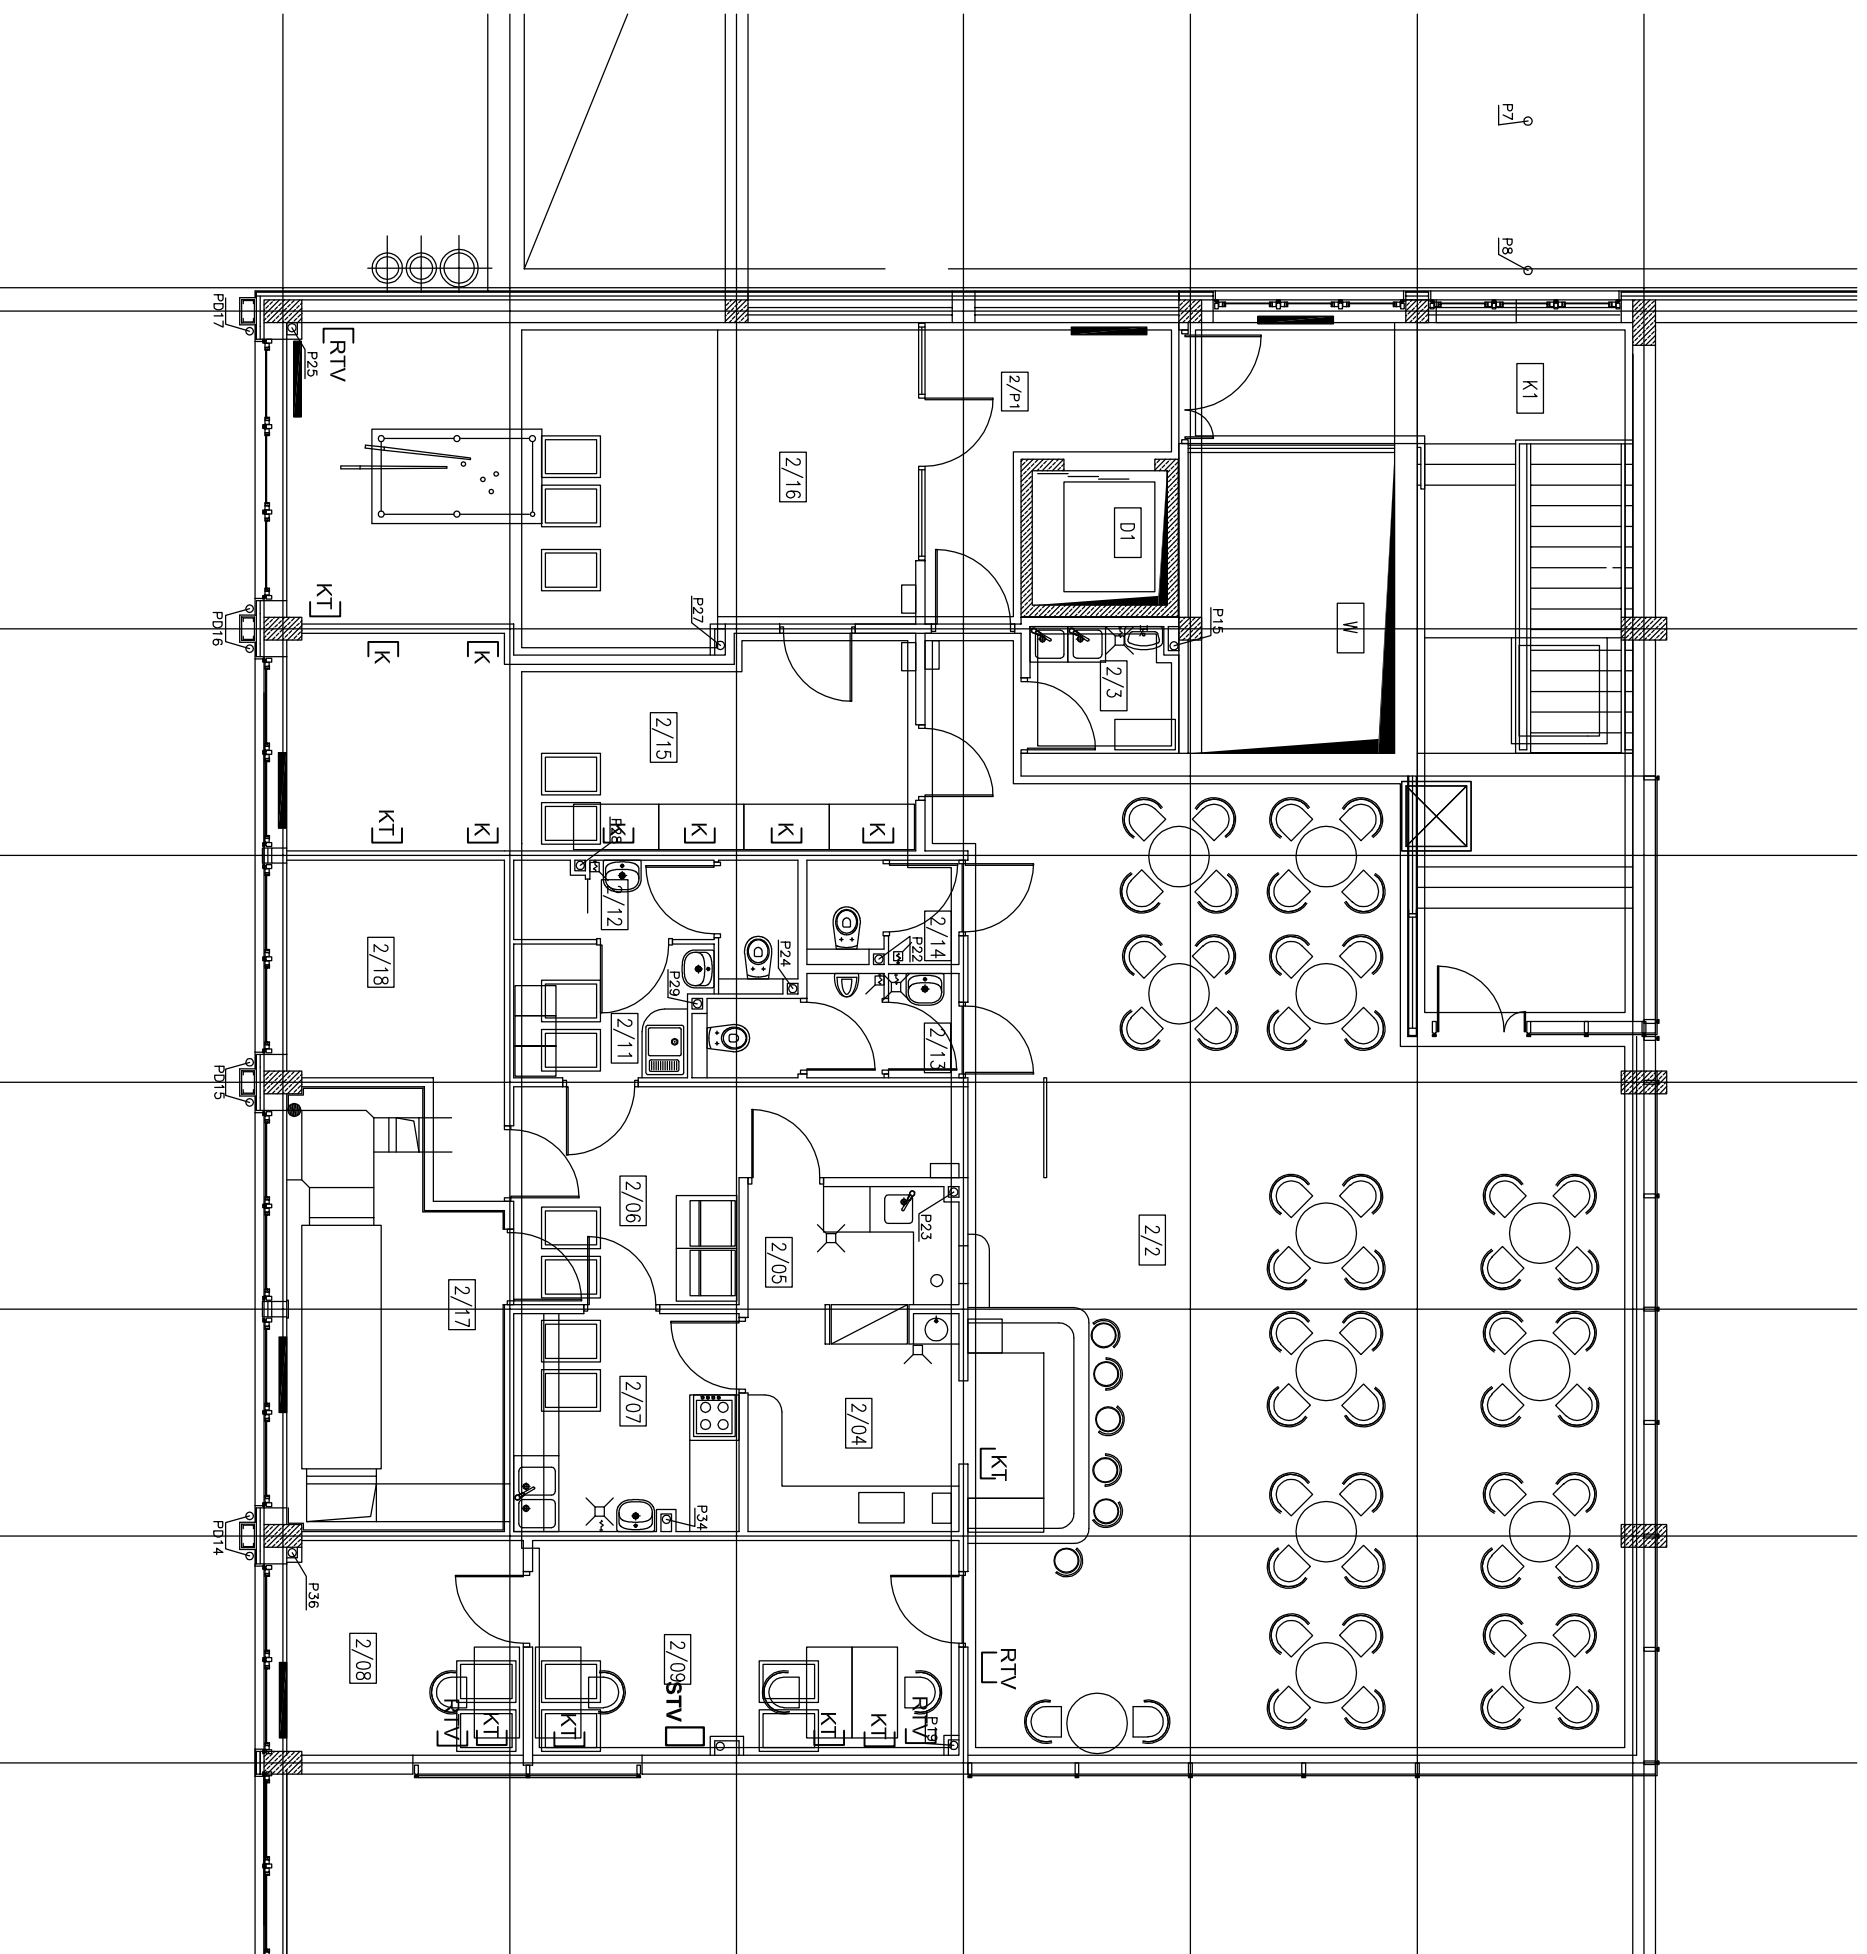 P7
P8
PD17
P25
RTV
2/P1
K1
2/16
D1
KT
P27
P15
PD16
W
K
K
2/3
2/15
KT
K
K
K
K
K
P28
2/12
2/14
P22
2/18
P24
P29
2/11
2/13
PD15
2/06
P23
2/2
2/05
2/17
2/07
2/04
KT
P34
PD14
P36
2/08
2/09
RTV
STV
RTV
KT
KT
KT
KT
RTV
P19